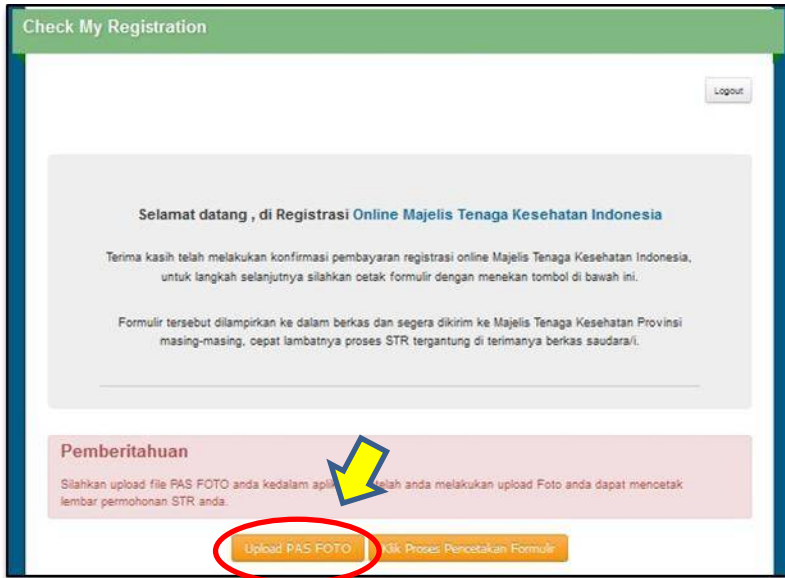 Check My Registration
Logout
Selamat datang , di Registrasi Online Majelis Tenaga Kesehatan Indonesia
Terima kasih telah melakukan konfirmasi pembayaran registrasi online Majelis Tenaga Kesehatan Indonesia,
untuk langkah selanjutnya silahkan cetak formulir dengan menekan tombol di bawah ini.
Formulir tersebut dilampirkan ke dalam berkas dan segera dikirim ke Majelis Tenaga Kesehatan Provinsi
masing-masing, cepat lambatnya proses STR tergantung di terimanya berkas saudara/i.
Pemberitahuan
Silahkan upload file PAS FOTO anda kedalam anda melakukan upload Foto anda dapat mencetak
lembar permohonan STR anda.
Upload PAS FOTO
Klik Proses Pencetakan Formulir